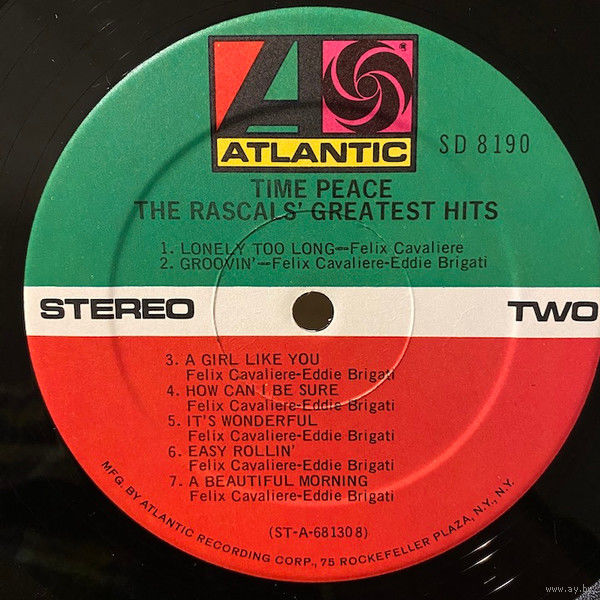 ATLANTIC
®
SD 8190
TIME PEACE
THE RASCALS' GREATEST HITS
1. LONELY TOO LONG—Felix Cavaliere
2. GROOVIN'—Felix Cavaliere-Eddie Brigati
STEREO
TWO
3. A GIRL LIKE YOU
Felix Cavaliere-Eddie Brigati
4. HOW CAN I BE SURE
Felix Cavaliere-Eddie Brigati
5. IT'S WONDERFUL
Felix Cavaliere-Eddie Brigati
6. EASY ROLLIN'
Felix Cavaliere-Eddie Brigati
7. A BEAUTIFUL MORNING
Felix Cavaliere-Eddie Brigati
(ST-A-681308)
MFG. BY ATLANTIC RECORDING CORP., 75 ROCKEFELLER PLAZA, N.Y., N.Y.
www.ay.by